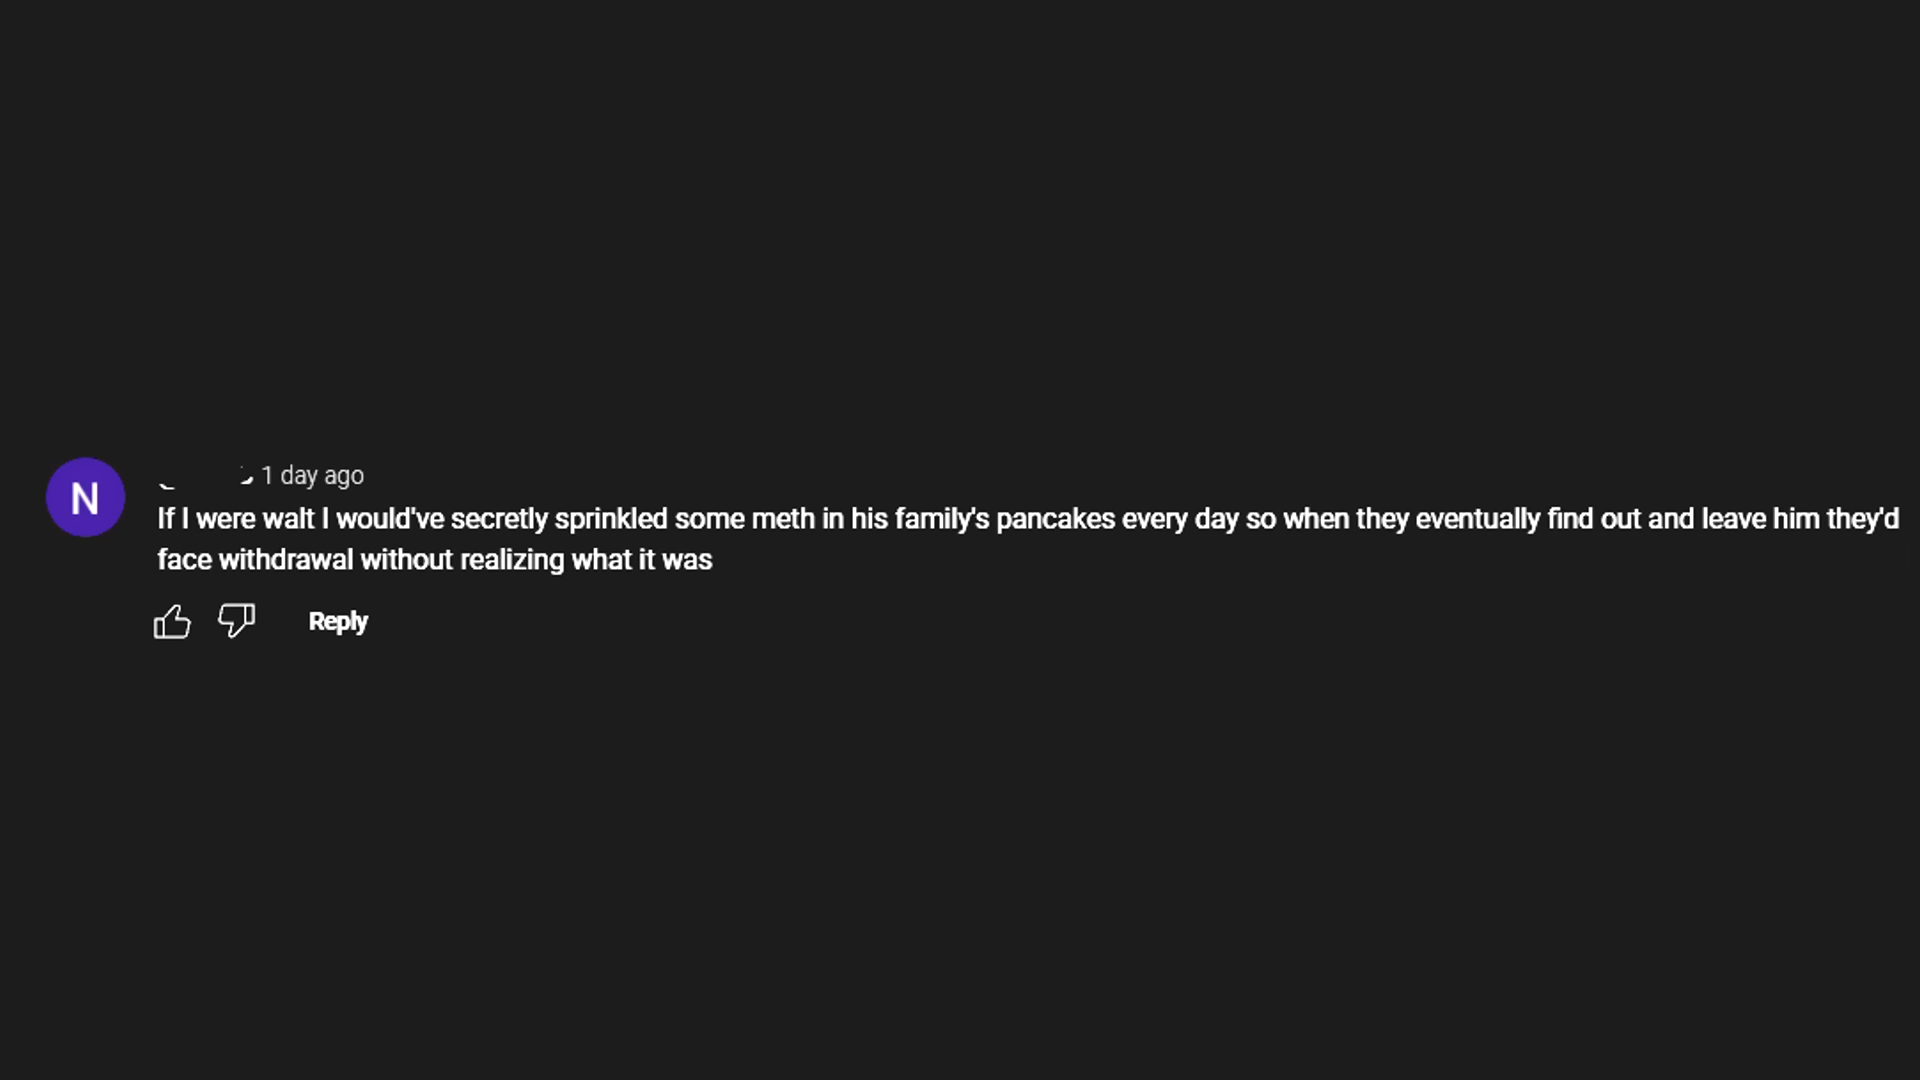 N
1 day ago
If I were walt I would've secretly sprinkled some meth in his family's pancakes every day so when they eventually find out and leave him they'd
face withdrawal without realizing what it was
Reply